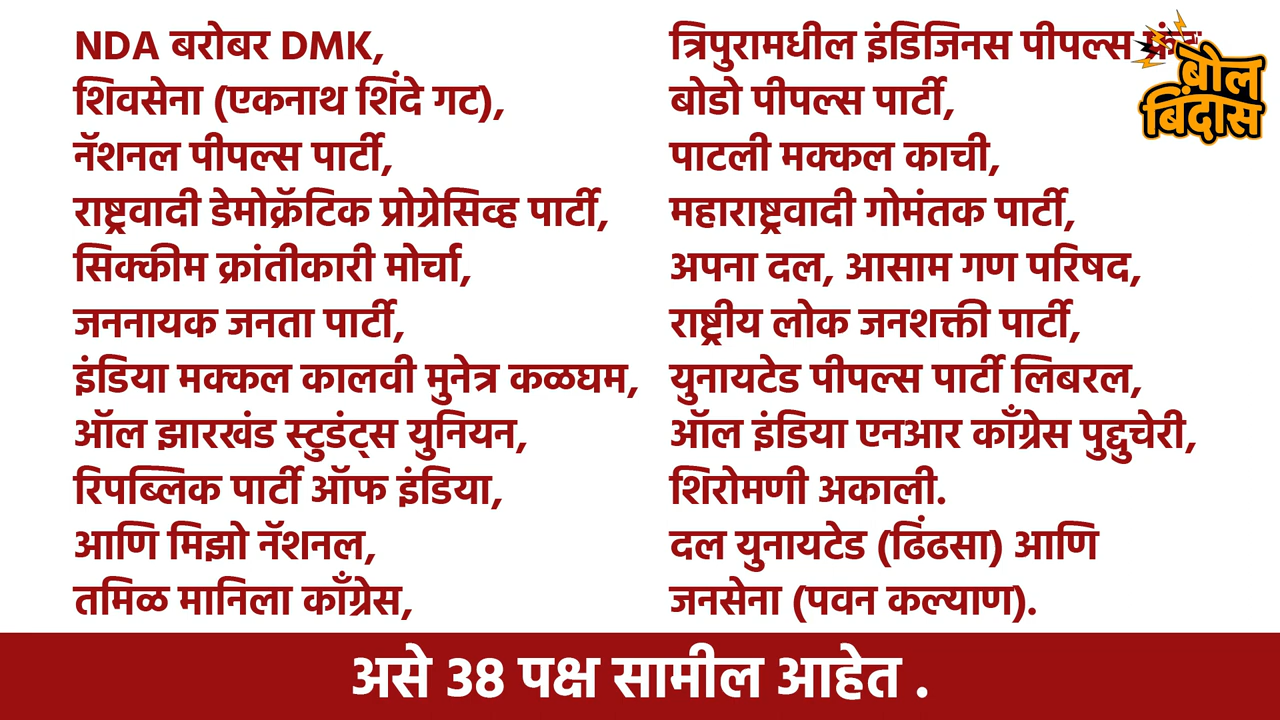 NDA बरोबर DMK,
शिवसेना (एकनाथ शिंदे गट),
नॅशनल पीपल्स पार्टी,
राष्ट्रवादी डेमोक्रॅटिक प्रोग्रेसिव्ह पार्टी,
सिक्कीम क्रांतीकारी मोर्चा,
जननायक जनता पार्टी,
इंडिया मक्कल कालवी मुनेत्र कळघम,
ऑल झारखंड स्टुडंट्स युनियन,
रिपब्लिक पार्टी ऑफ इंडिया,
आणि मिझो नॅशनल,
तमिळ मानिला काँग्रेस,
त्रिपुरामधील इंडिजिनस पीपल्स
बोडो पीपल्स पार्टी,
पाटली मक्कल काची,
महाराष्ट्रवादी गोमंतक पार्टी,
अपना दल, आसाम गण परिषद,
राष्ट्रीय लोक जनशक्ती पार्टी,
युनायटेड पीपल्स पार्टी लिबरल,
ऑल इंडिया एनआर काँग्रेस पुद्दुचेरी,
शिरोमणी अकाली.
दल युनायटेड (ढिंढसा) आणि
जनसेना (पवन कल्याण).
बोल
बिंदास
असे 38 पक्ष सामील आहेत .